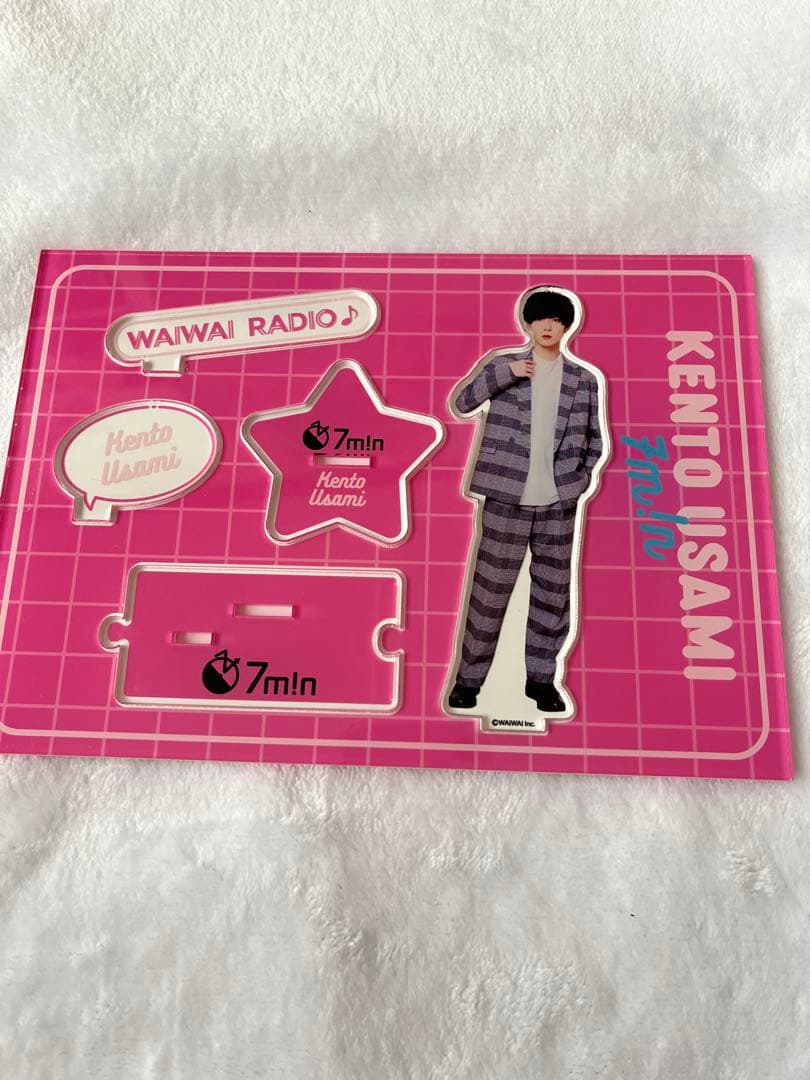 WAIWAI RADIO♪
Kento
Usami
7m!n
Kento
Usami
7m!n
©WAIWAI Inc.
KENTO USAMI
7m!n